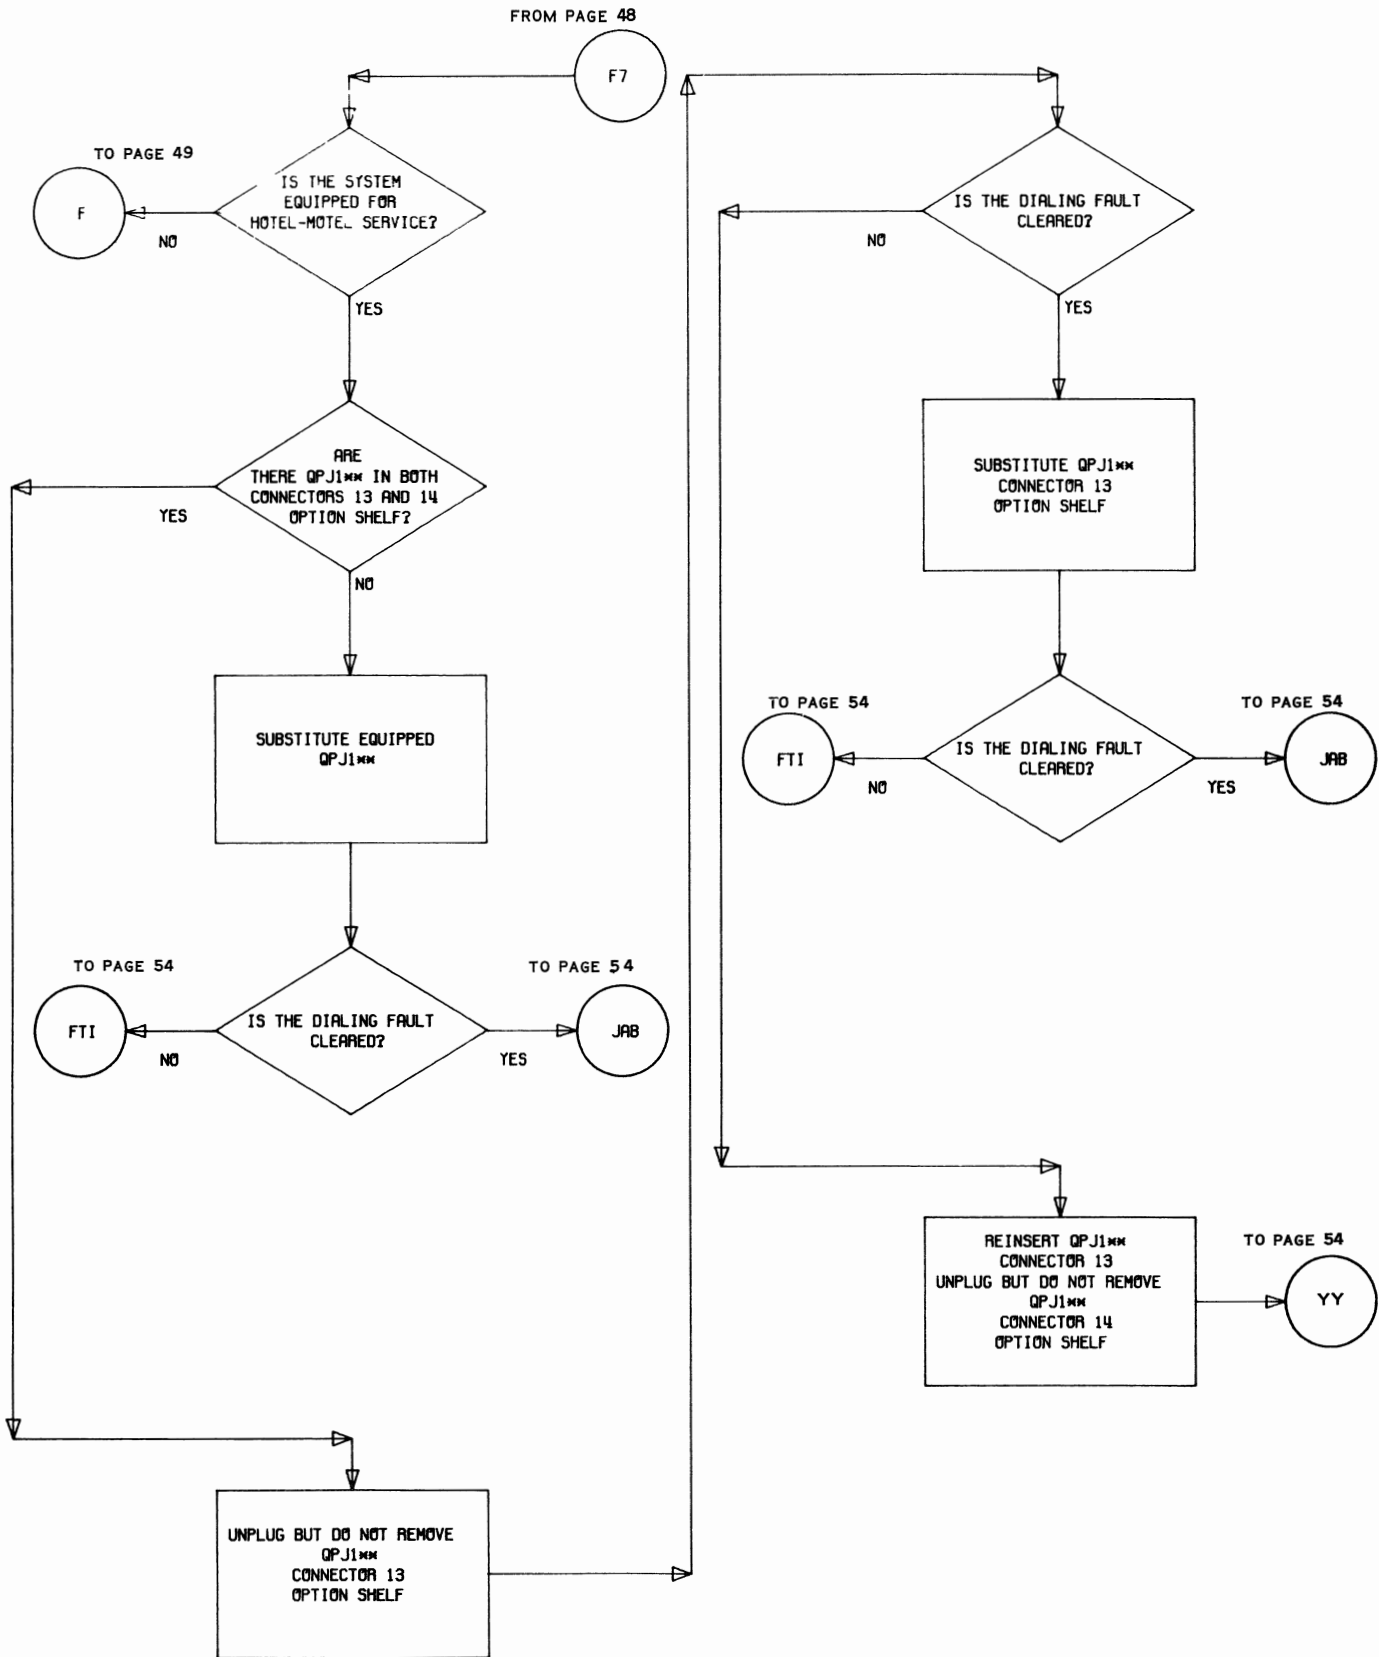 FROM PAGE 48
F7
TO PAGE 49
F
NO
IS THE SYSTEM
EQUIPPED FOR
HOTEL-MOTEL SERVICE?
YES
ARE
THERE QPJ1** IN BOTH
CONNECTORS 13 AND 14
OPTION SHELF?
YES
NO
SUBSTITUTE EQUIPPED
QPJ1**
TO PAGE 54
FTI
NO
IS THE DIALING FAULT
CLEARED?
YES
TO PAGE 54
JAB
UNPLUG BUT DO NOT REMOVE
QPJ1**
CONNECTOR 13
OPTION SHELF
IS THE DIALING FAULT
CLEARED?
NO
YES
SUBSTITUTE QPJ1**
CONNECTOR 13
OPTION SHELF
TO PAGE 54
FTI
NO
IS THE DIALING FAULT
CLEARED?
YES
TO PAGE 54
JAB
REINSERT QPJ1**
CONNECTOR 13
UNPLUG BUT DO NOT REMOVE
QPJ1**
CONNECTOR 14
OPTION SHELF
TO PAGE 54
YY